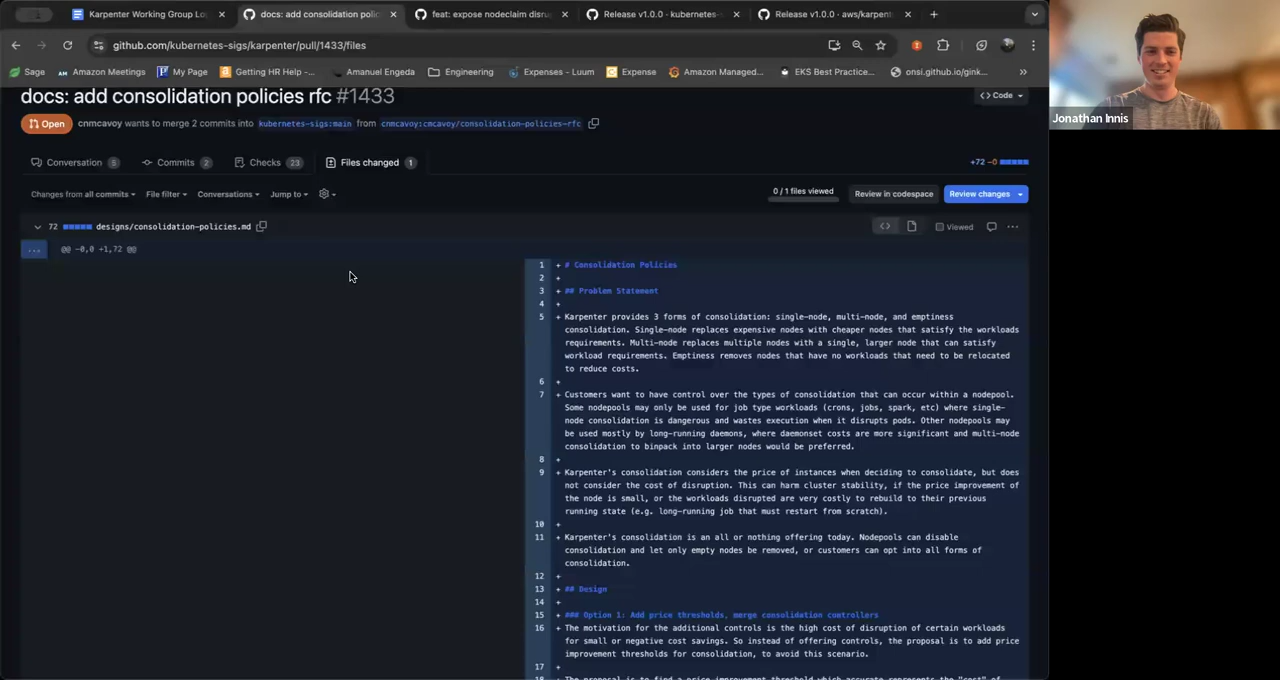 Karpenter Working Group Lo
docs: add consolidation polic
feat: expose nodeclaim disru
Release v1.0.0 · kubernetes-s
Release v1.0.0 · aws/karpent
github.com/kubernetes-sigs/karpenter/pull/1433/files
Sage
Amazon Meetings
My Page
Getting HR Help -...
Amanuel Engeda
Engineering
Expenses - Luum
Expense
Amazon Managed...
EKS Best Practice...
onsi.github.io/gink...
»
docs: add consolidation policies rfc #1433
<> Code
Open
cnmcavoy wants to merge 2 commits into kubernetes-sigs:main from cnmcavoy:cmcavoy/consolidation-policies-rfc
Conversation 5
Commits 2
Checks 23
Files changed 1
+72 −0
Changes from all commits
File filter
Conversations
Jump to
0 / 1 files viewed
Review in codespace
Review changes
72 designs/consolidation-policies.md
Viewed
@@ -0,0 +1,72 @@
1 + # Consolidation Policies
2 +
3 + ## Problem Statement
4 +
5 + Karpenter provides 3 forms of consolidation: single-node, multi-node, and emptiness
consolidation. Single-node replaces expensive nodes with cheaper nodes that satisfy the workloads
requirements. Multi-node replaces multiple nodes with a single, larger node that can satisfy
workload requirements. Emptiness removes nodes that have no workloads that need to be relocated
to reduce costs.
6 +
7 + Customers want to have control over the types of consolidation that can occur within a nodepool.
Some nodepools may only be used for job type workloads (crons, jobs, spark, etc) where single-
node consolidation is dangerous and wastes execution when it disrupts pods. Other nodepools may
be used mostly by long-running daemons, where daemonset costs are more significant and multi-node
consolidation to binpack into larger nodes would be preferred.
8 +
9 + Karpenter's consolidation considers the price of instances when deciding to consolidate, but does
not consider the cost of disruption. This can harm cluster stability, if the price improvement of
the node is small, or the workloads disrupted are very costly to rebuild to their previous
running state (e.g. long-running job that must restart from scratch).
10 +
11 + Karpenter's consolidation is an all or nothing offering today. Nodepools can disable
consolidation and let only empty nodes be removed, or customers can opt into all forms of
consolidation.
12 +
13 + ## Design
14 +
15 + ### Option 1: Add price thresholds, merge consolidation controllers
16 + The motivation for the additional controls is the high cost of disruption of certain workloads
for small or negative cost savings. So instead of offering controls, the proposal is to add price
improvement thresholds for consolidation, to avoid this scenario.
17 +
18 + The proposal is to find a price improvement threshold which accurate represents the "cost" of
Jonathan Innis